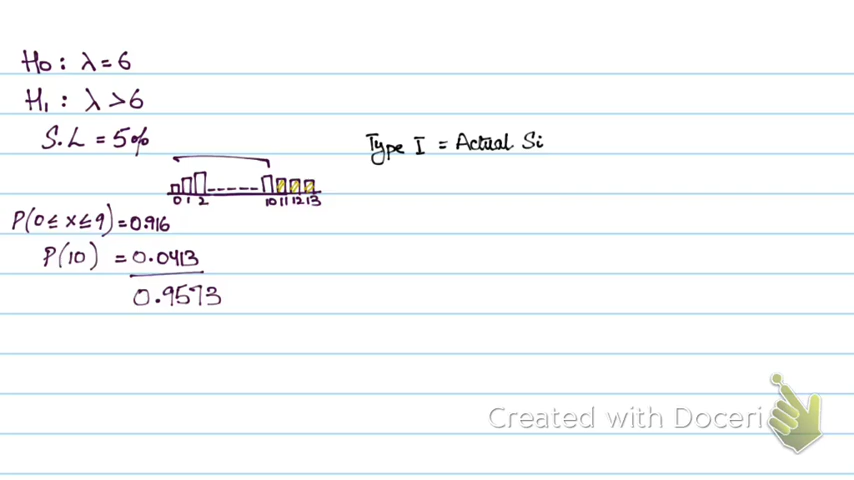 H0 : λ = 6
H1 : λ > 6
S.L = 5%
Type I = Actual Si
0 1 2 10 11 12 13
P(0 ≤ x ≤ 9) = 0.916
P(10) = 0.0413
0.9573
Created with Doceri